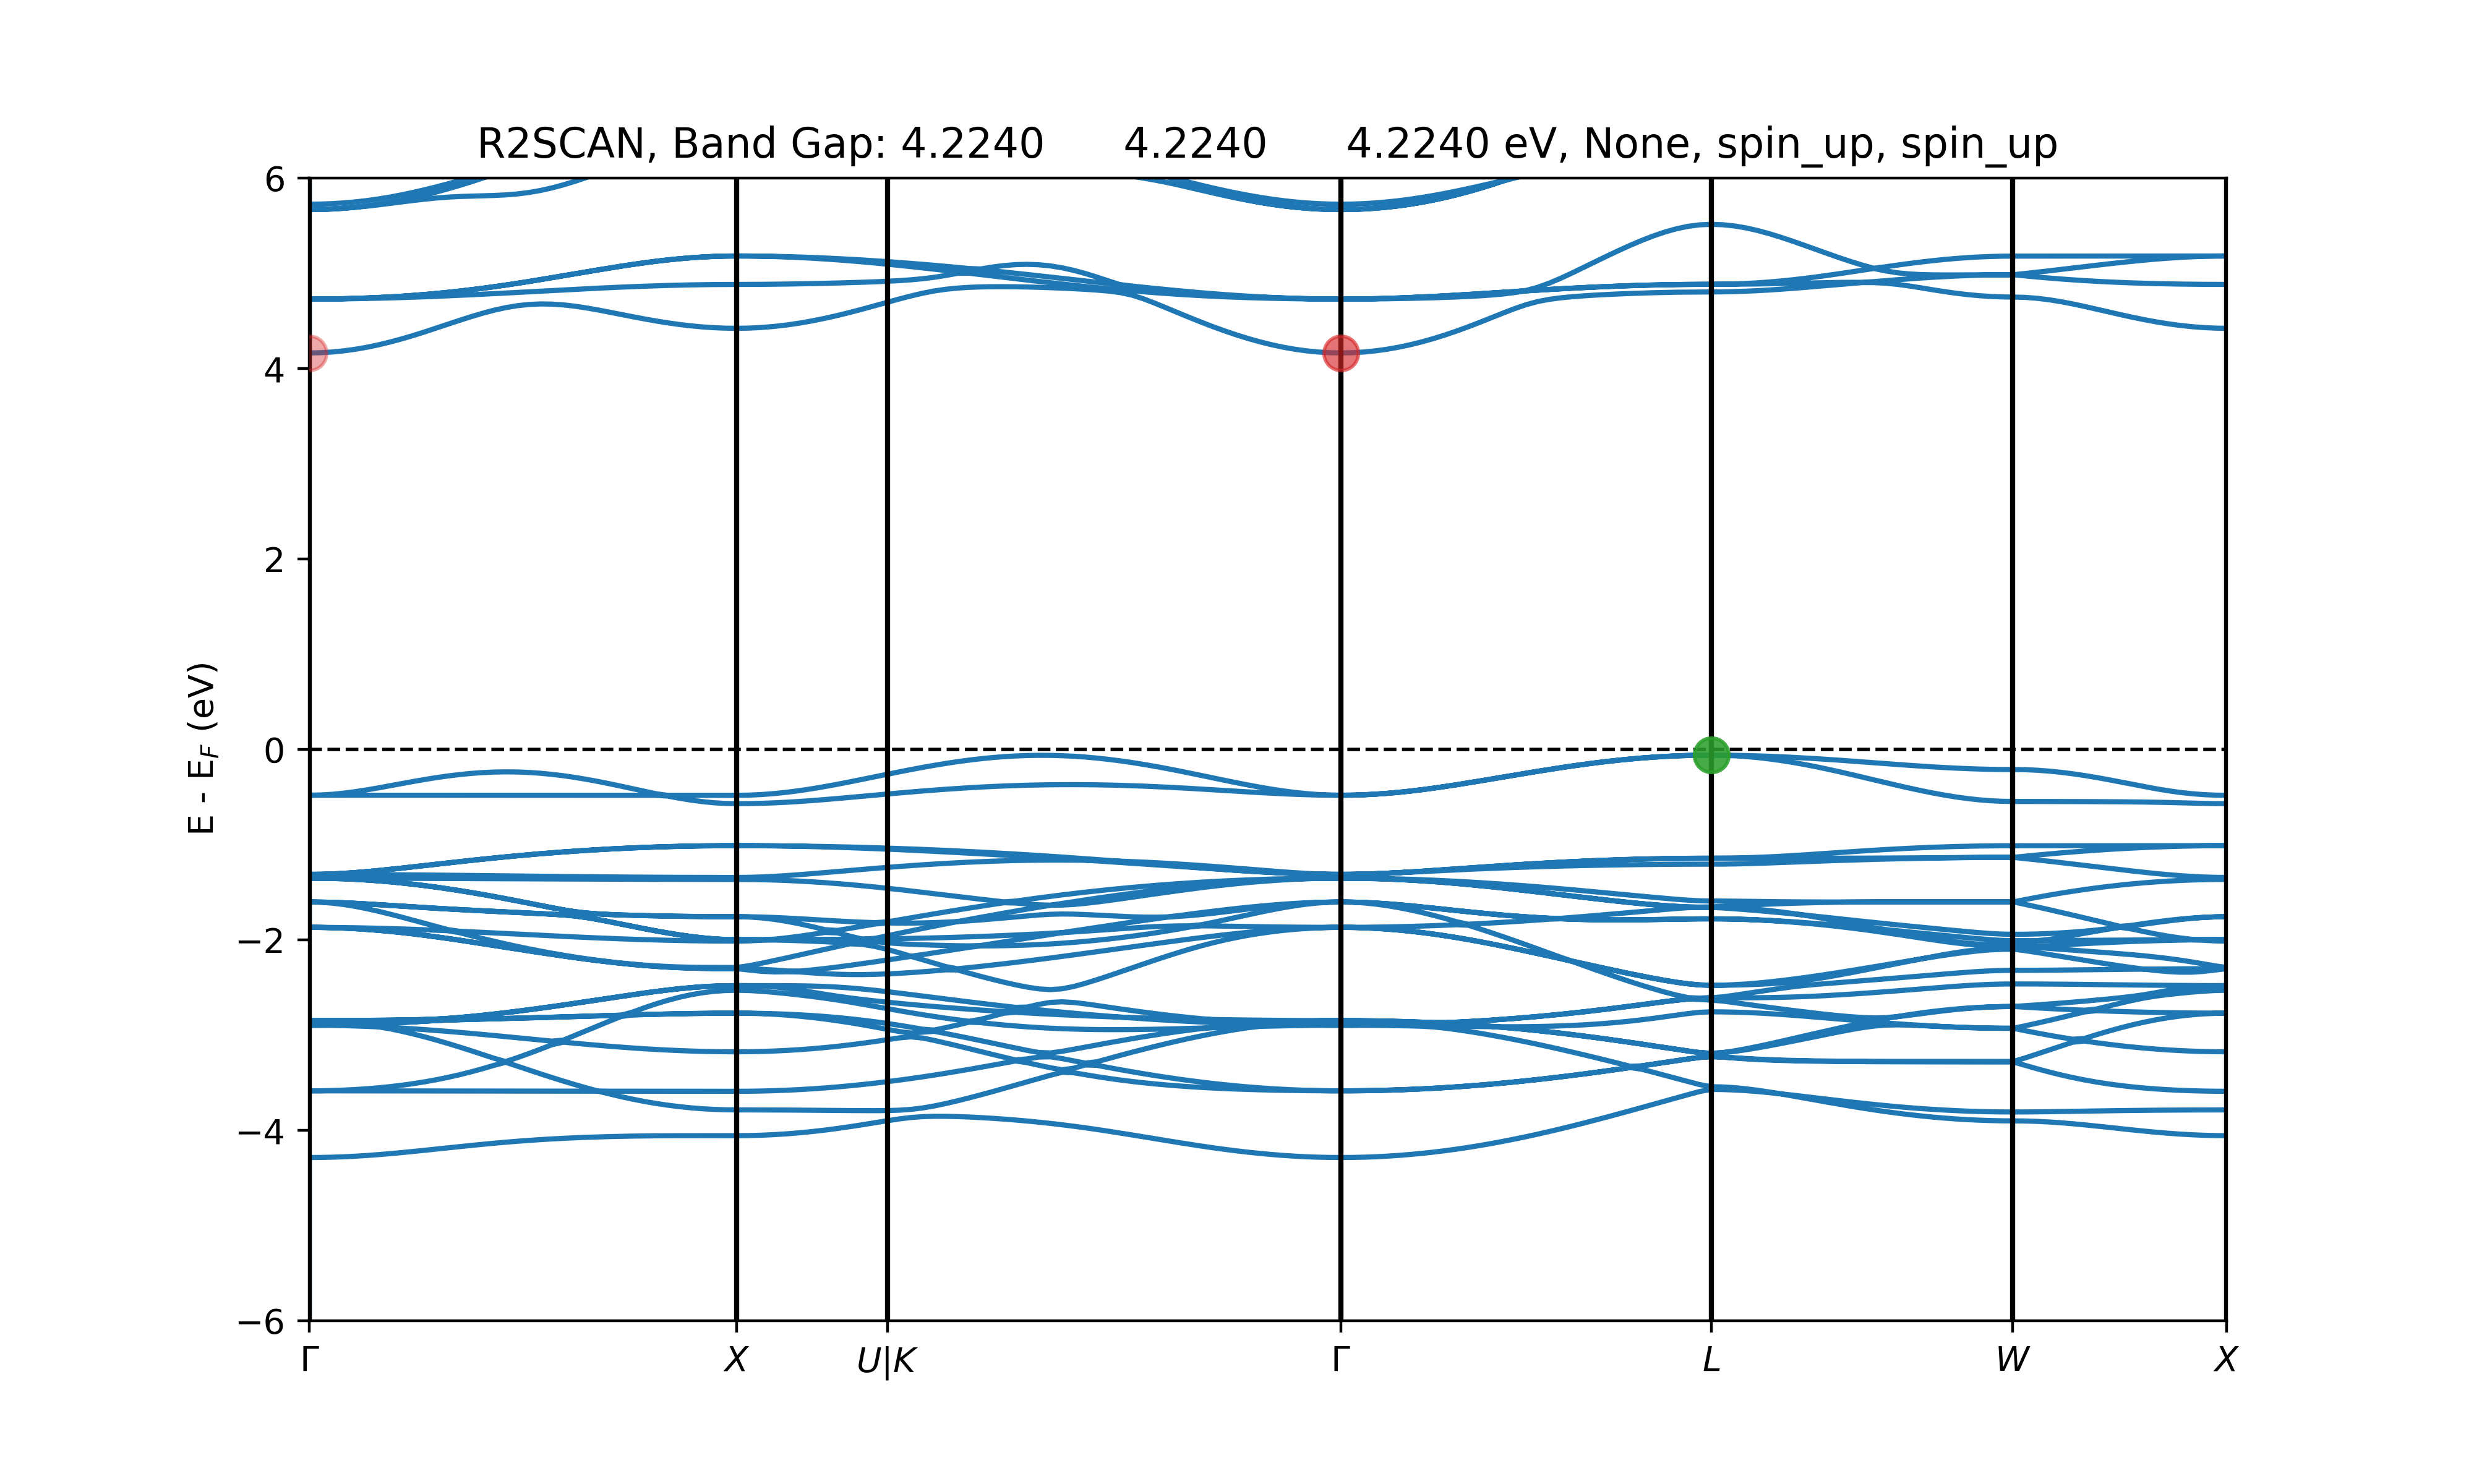 R2SCAN, Band Gap: 4.2240 4.2240 4.2240 eV, None, spin_up, spin_up
E - E_F (eV)
6
4
2
0
−2
−4
−6
Γ X U|K Γ L W X